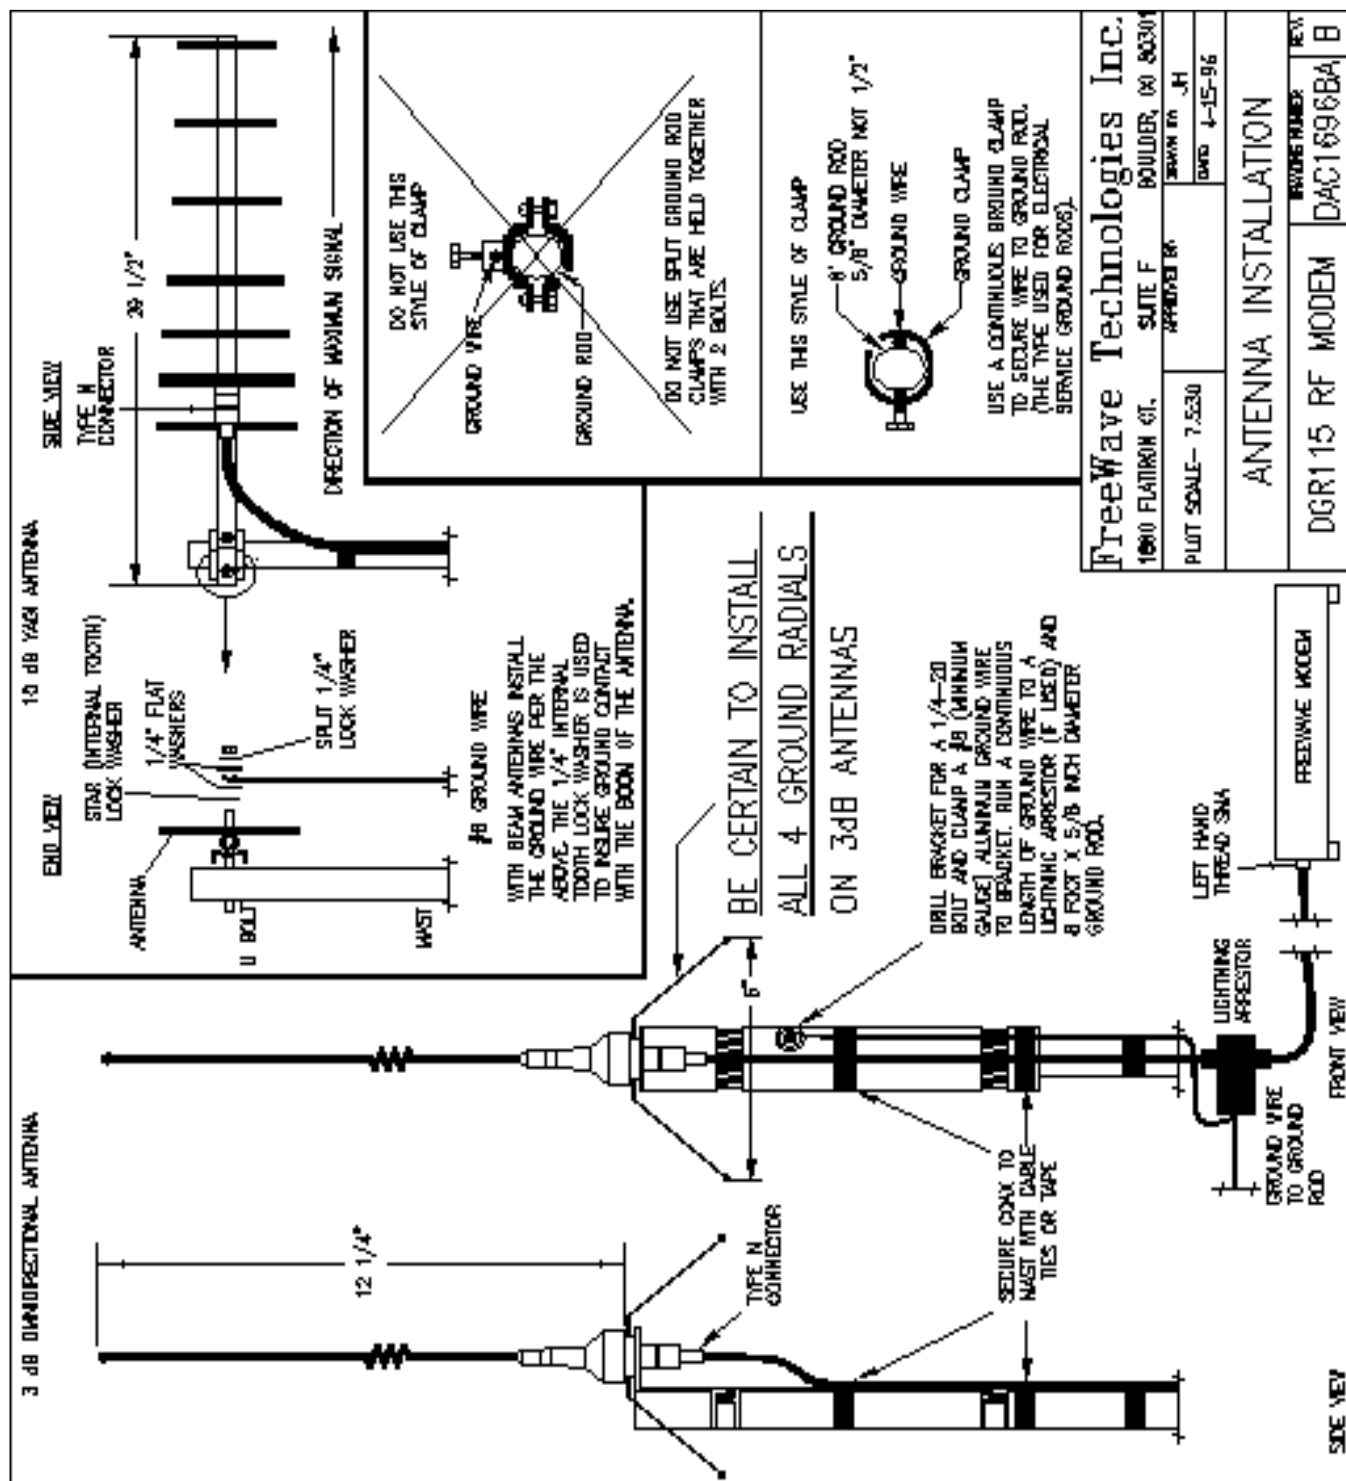 3 dB OMNIDIRECTIONAL ANTENNA
12 1/4"
TYPE N
CONNECTOR
SECURE COAX TO
MAST WITH CABLE
TIES OR TAPE
SIDE VIEW
6"
BE CERTAIN TO INSTALL
ALL 4 GROUND RADIALS
ON 3dB ANTENNAS
DRILL BRACKET FOR A 1/4-20
BOLT AND CLAMP A #8 (MINIMUM
GAUGE) ALUMINUM GROUND WIRE
TO BRACKET. RUN A CONTINUOUS
LENGTH OF GROUND WIRE TO A
LIGHTNING ARRESTOR (IF USED) AND
8 FOOT X 5/8 INCH DIAMETER
GROUND ROD.
GROUND WIRE
TO GROUND
ROD
LIGHTNING
ARRESTOR
FRONT VIEW
LEFT HAND
THREAD SMA
FREEWAVE MODEM
10 dB YAGI ANTENNA
END VIEW
ANTENNA
STAR (INTERNAL TOOTH)
LOCK WASHER
1/4" FLAT
WASHERS
SPLIT 1/4"
LOCK WASHER
U BOLT
MAST
#8 GROUND WIRE
WITH BEAM ANTENNAS INSTALL
THE GROUND WIRE PER THE
ABOVE. THE 1/4" INTERNAL
TOOTH LOCK WASHER IS USED
TO INSURE GROUND CONTACT
WITH THE BOOM OF THE ANTENNA.
SIDE VIEW
TYPE N
CONNECTOR
39 1/2"
DIRECTION OF MAXIMUM SIGNAL
DO NOT USE THIS
STYLE OF CLAMP
GROUND WIRE
GROUND ROD
DO NOT USE SPLIT GROUND ROD
CLAMPS THAT ARE HELD TOGETHER
WITH 2 BOLTS.
USE THIS STYLE OF CLAMP
8' GROUND ROD
5/8" DIAMETER NOT 1/2"
GROUND WIRE
GROUND CLAMP
USE A CONTINUOUS GROUND CLAMP
TO SECURE WIRE TO GROUND ROD.
(THE TYPE USED FOR ELECTRICAL
SERVICE GROUND RODS).
FreeWave Technologies Inc.
1880 FLATIRON CT. SUITE F BOULDER, CO 80301
PLOT SCALE- 7.5:30
APPROVED BY:
DRAWN BY: JH
DATE: 4-15-96
ANTENNA INSTALLATION
DGR115 RF MODEM
DRAWING NUMBER
DAC1696BA
REV.
B